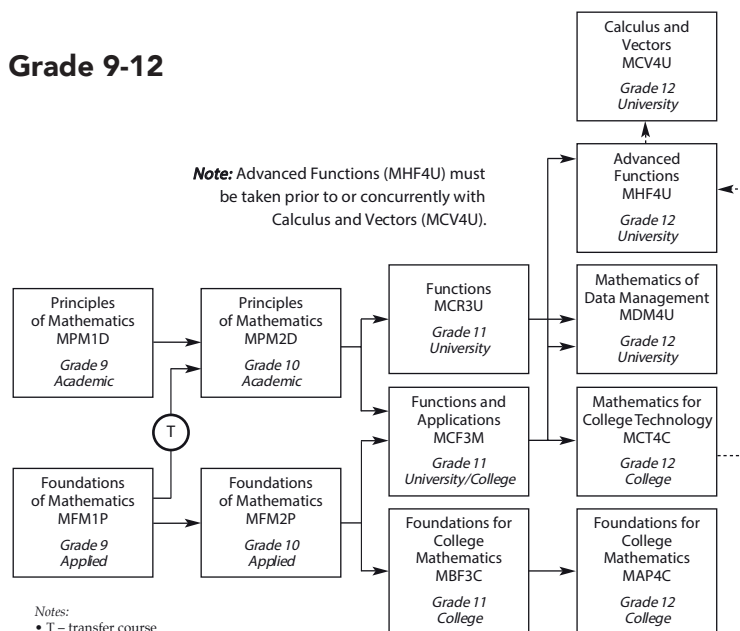 Grade 9-12
Note: Advanced Functions (MHF4U) must
be taken prior to or concurrently with
Calculus and Vectors (MCV4U).
Calculus and
Vectors
MCV4U
Grade 12
University
Advanced
Functions
MHF4U
Grade 12
University
Principles
of Mathematics
MPM1D
Grade 9
Academic
Principles
of Mathematics
MPM2D
Grade 10
Academic
Functions
MCR3U
Grade 11
University
Mathematics of
Data Management
MDM4U
Grade 12
University
T
Functions and
Applications
MCF3M
Grade 11
University/College
Mathematics for
College Technology
MCT4C
Grade 12
College
Foundations
of Mathematics
MFM1P
Grade 9
Applied
Foundations
of Mathematics
MFM2P
Grade 10
Applied
Foundations for
College
Mathematics
MBF3C
Grade 11
College
Foundations for
College
Mathematics
MAP4C
Grade 12
College
Notes:
• T – transfer course